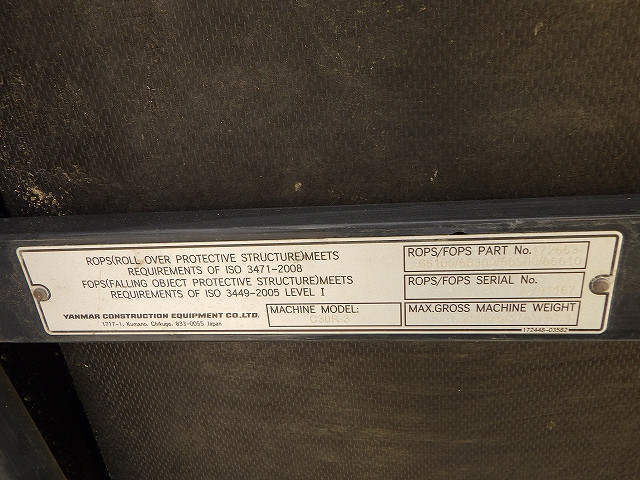 ROPS(ROLL OVER PROTECTIVE STRUCTURE)MEETS
REQUIREMENTS OF ISO 3471-2008
FOPS(FALLING OBJECT PROTECTIVE STRUCTURE)MEETS
REQUIREMENTS OF ISO 3449-2005 LEVEL I
YANMAR CONSTRUCTION EQUIPMENT CO.,LTD.
1717-1, Kumano, Chikugo, 833-0055 Japan
MACHINE MODEL:
C30R-3
ROPS/FOPS PART No.
ROPS/FOPS SERIAL No.
MAX.GROSS MACHINE WEIGHT
172448-03582